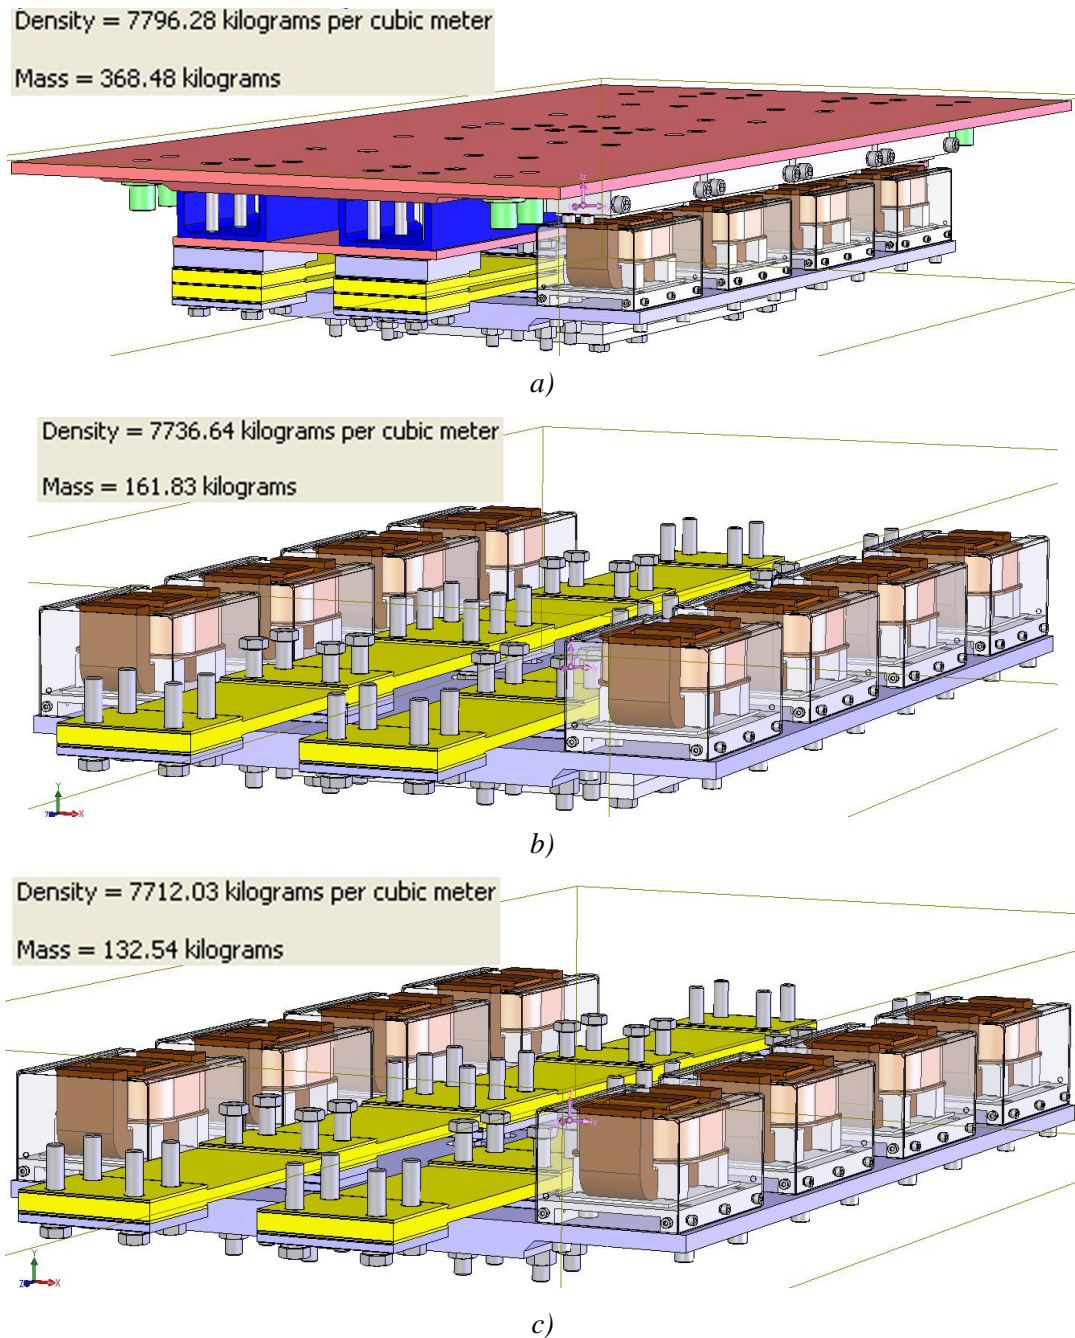 Density = 7796.28 kilograms per cubic meter
Mass = 368.48 kilograms
a)
Density = 7736.64 kilograms per cubic meter
Mass = 161.83 kilograms
b)
Density = 7712.03 kilograms per cubic meter
Mass = 132.54 kilograms
c)